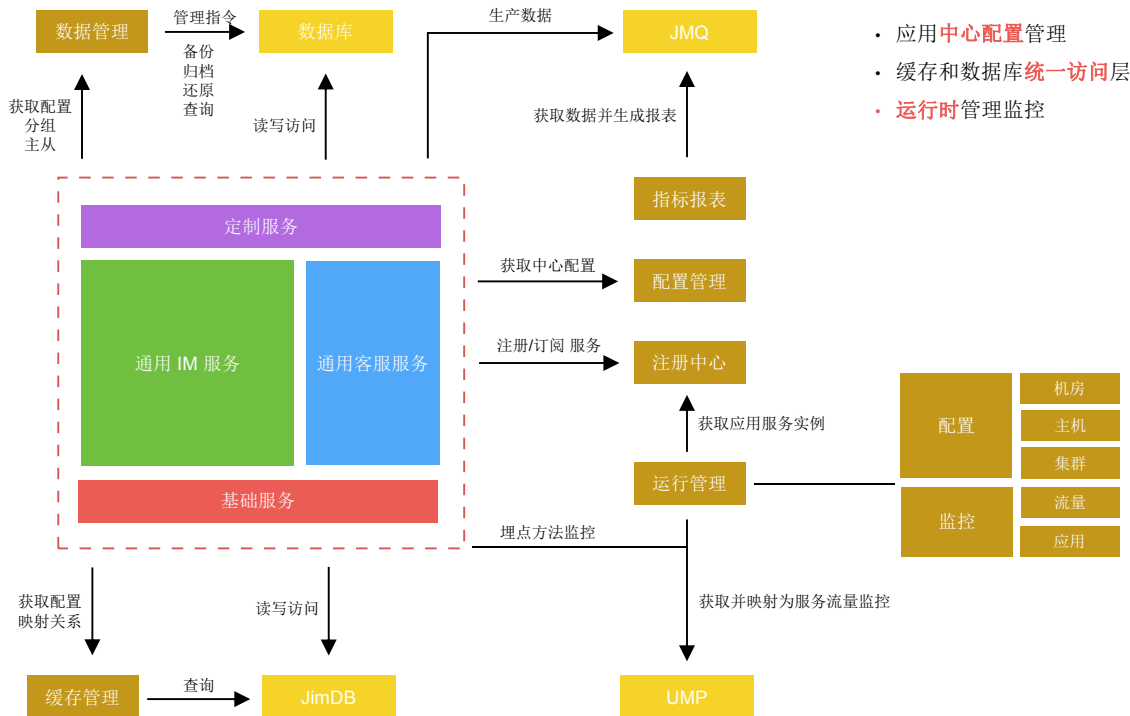 数据管理
管理指令
备份
归档
还原
查询
数据库
生产数据
JMQ
• 应用中心配置管理
• 缓存和数据库统一访问层
• 运行时管理监控
获取配置
分组
主从
读写访问
获取数据并生成报表
定制服务
通用 IM 服务
通用客服服务
基础服务
指标报表
获取中心配置
配置管理
注册/订阅 服务
注册中心
获取应用服务实例
运行管理
埋点方法监控
配置
监控
机房
主机
集群
流量
应用
获取配置
映射关系
读写访问
获取并映射为服务流量监控
缓存管理
查询
JimDB
UMP